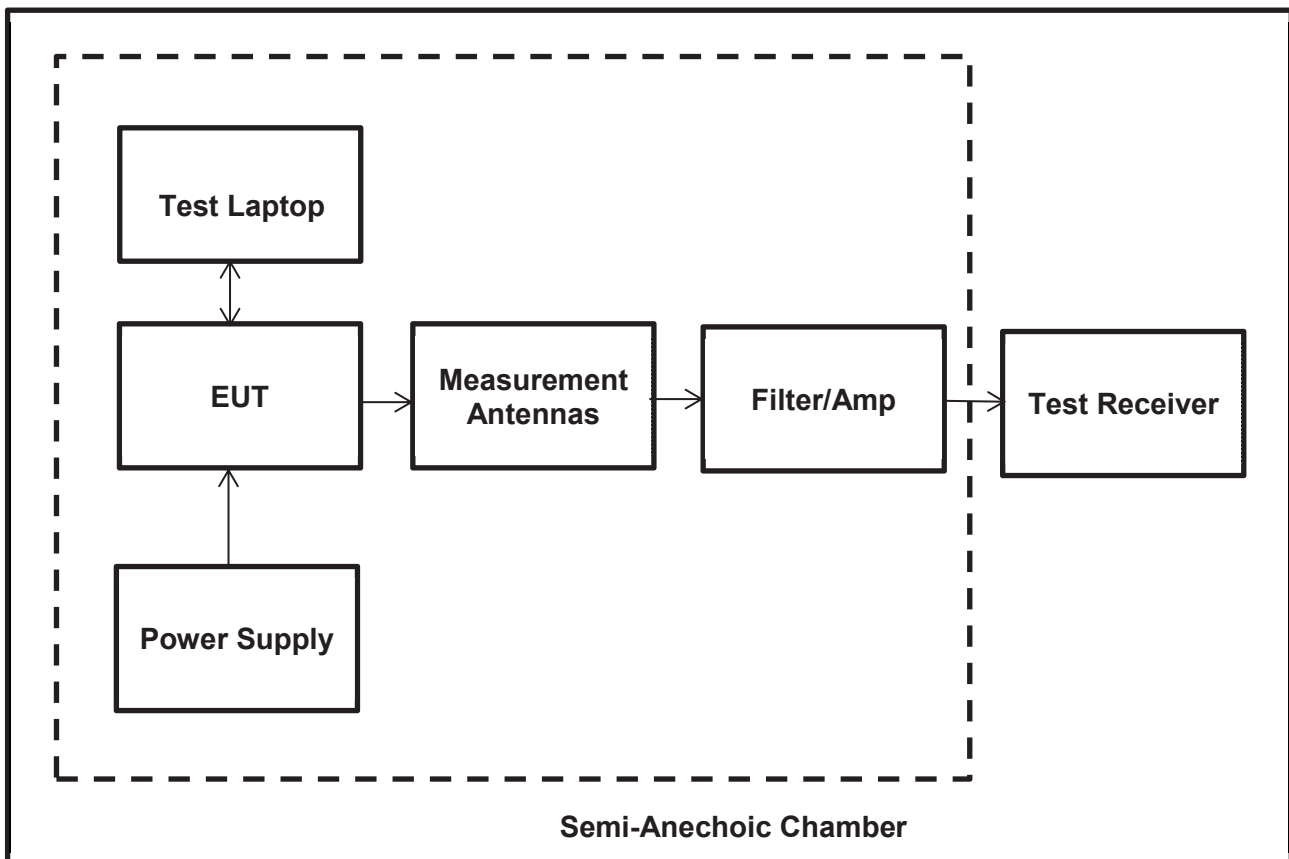 Test Laptop
EUT
Measurement
Antennas
Filter/Amp
Test Receiver
Power Supply
Semi-Anechoic Chamber